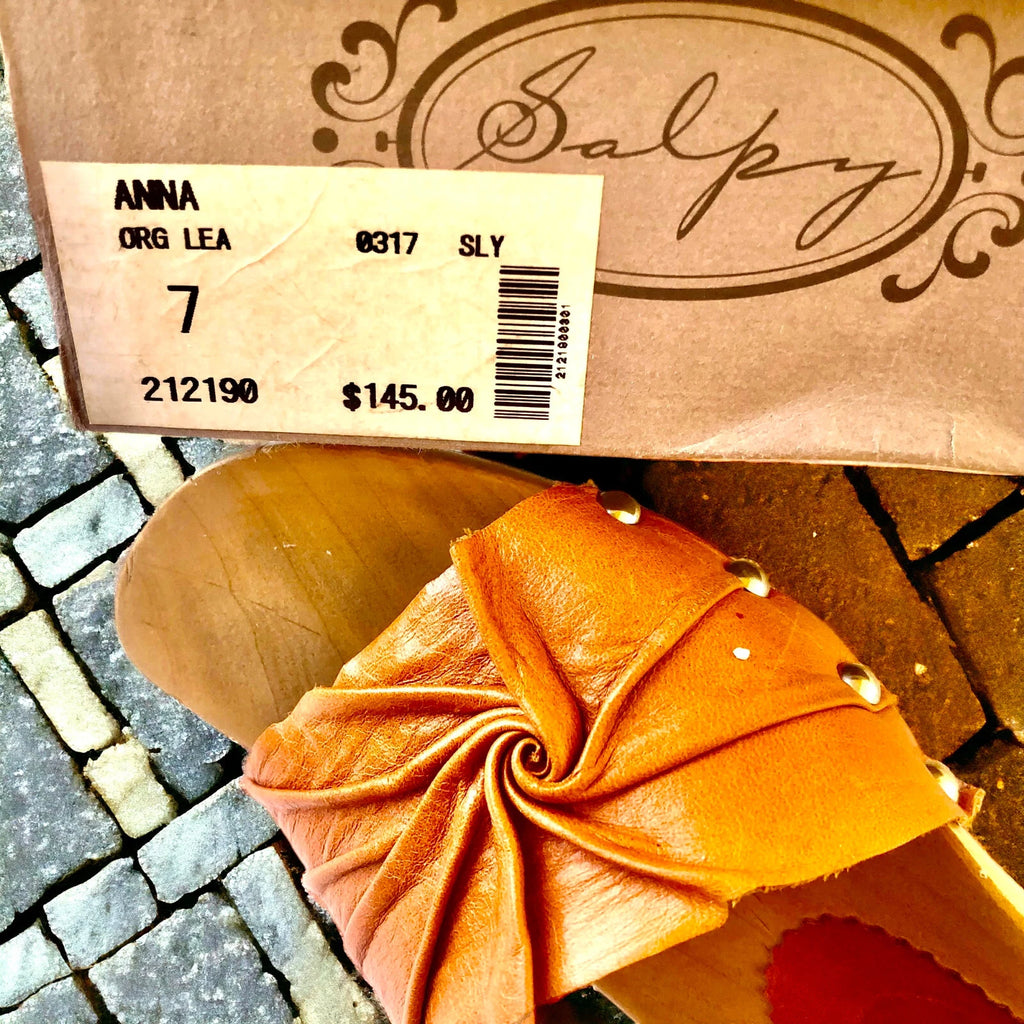 Salpy
ANNA
ORG LEA 0317 SLY
7
212190 $145.00